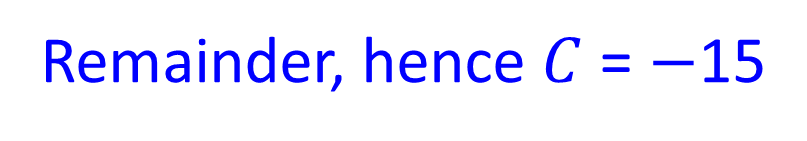 Remainder, hence C = −15